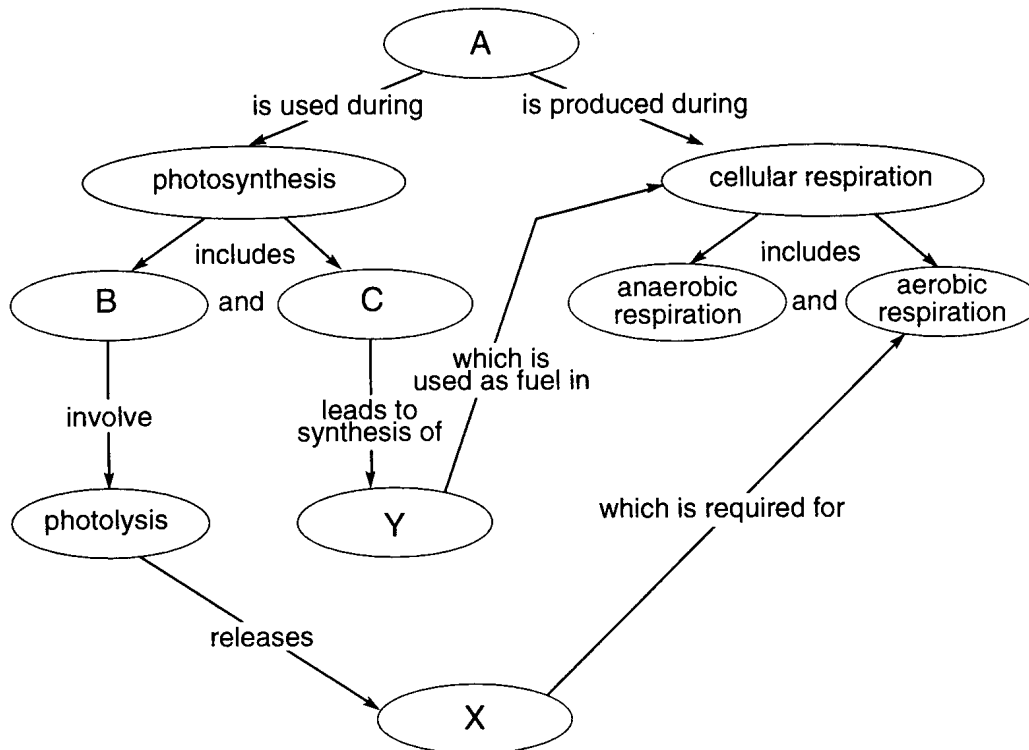 A
is used during
is produced during
photosynthesis
cellular respiration
includes
includes
B
and
C
anaerobic
respiration
and
aerobic
respiration
which is
used as fuel in
involve
leads to
synthesis of
photolysis
Y
which is required for
releases
X